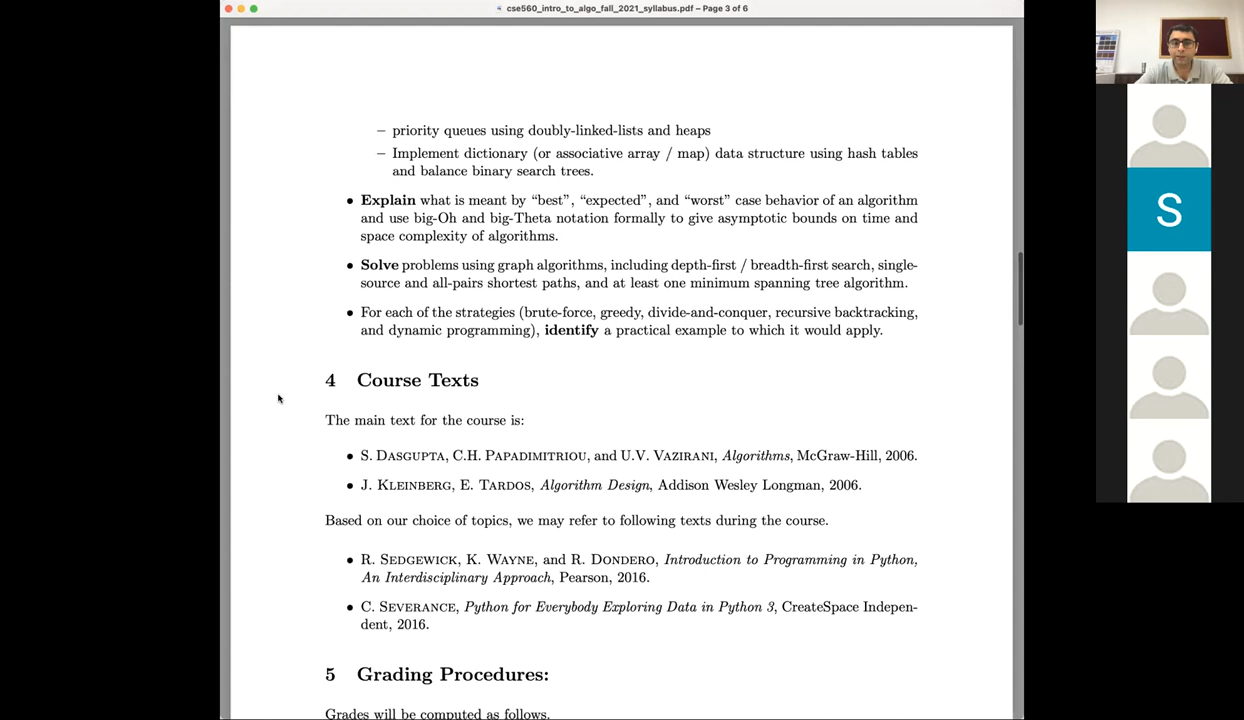 cse560_intro_to_algo_fall_2021_syllabus.pdf – Page 3 of 6
– priority queues using doubly-linked-lists and heaps
– Implement dictionary (or associative array / map) data structure using hash tables
and balance binary search trees.
• Explain what is meant by “best”, “expected”, and “worst” case behavior of an algorithm
and use big-Oh and big-Theta notation formally to give asymptotic bounds on time and
space complexity of algorithms.
• Solve problems using graph algorithms, including depth-first / breadth-first search, single-
source and all-pairs shortest paths, and at least one minimum spanning tree algorithm.
• For each of the strategies (brute-force, greedy, divide-and-conquer, recursive backtracking,
and dynamic programming), identify a practical example to which it would apply.
4 Course Texts
The main text for the course is:
• S. DASGUPTA, C.H. PAPADIMITRIOU, and U.V. VAZIRANI, Algorithms, McGraw-Hill, 2006.
• J. KLEINBERG, E. TARDOS, Algorithm Design, Addison Wesley Longman, 2006.
Based on our choice of topics, we may refer to following texts during the course.
• R. SEDGEWICK, K. WAYNE, and R. DONDERO, Introduction to Programming in Python,
An Interdisciplinary Approach, Pearson, 2016.
• C. SEVERANCE, Python for Everybody Exploring Data in Python 3, CreateSpace Indepen-
dent, 2016.
5 Grading Procedures:
Grades will be computed as follows.
S